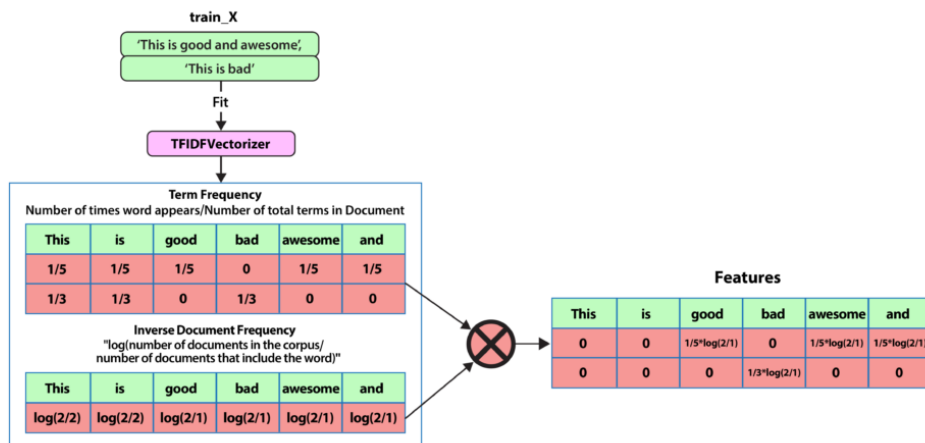 train_X
'This is good and awesome',
'This is bad'
Fit
TFIDFVectorizer
Term Frequency
Number of times word appears/Number of total terms in Document
This is good bad awesome and
1/5 1/5 1/5 0 1/5 1/5
1/3 1/3 0 1/3 0 0
Inverse Document Frequency
"log(number of documents in the corpus/
number of documents that include the word)"
This is good bad awesome and
log(2/2) log(2/2) log(2/1) log(2/1) log(2/1) log(2/1)
Features
This is good bad awesome and
0 0 1/5*log(2/1) 0 1/5*log(2/1) 1/5*log(2/1)
0 0 0 1/3*log(2/1) 0 0